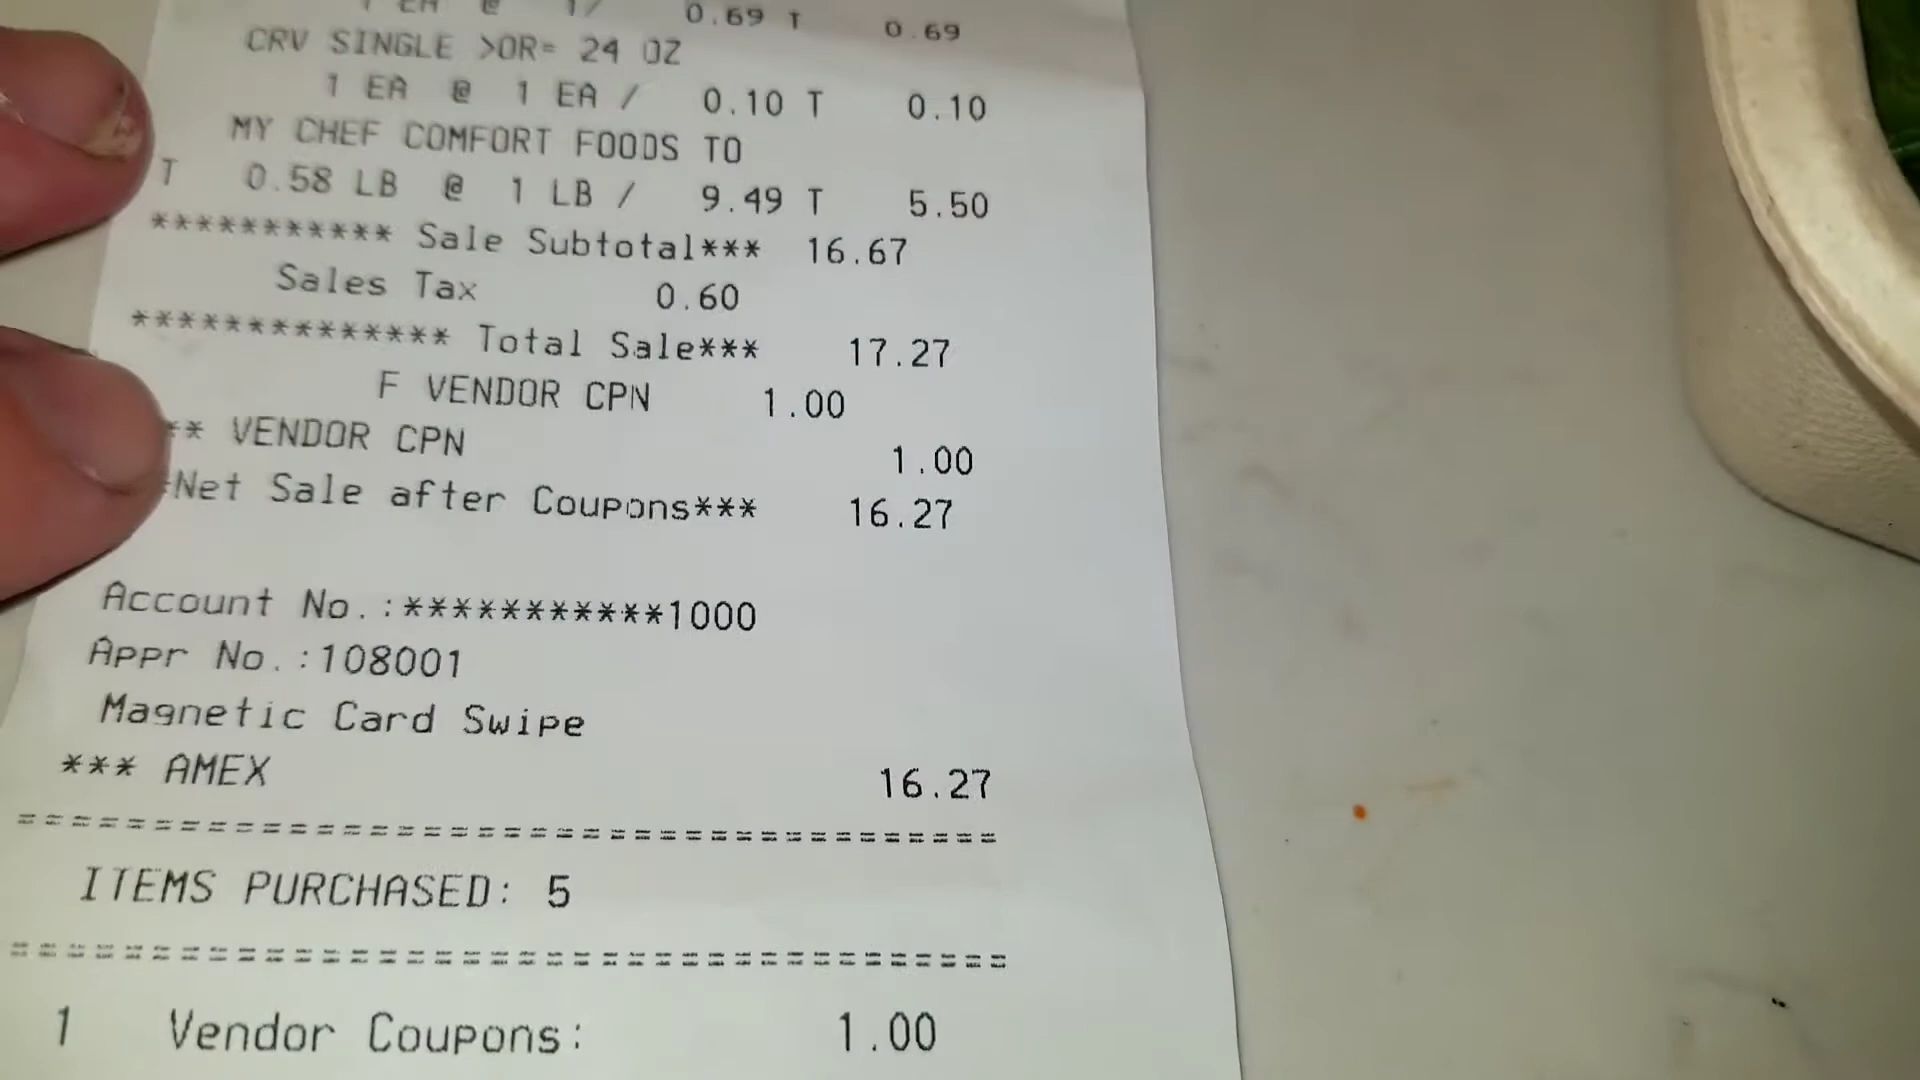 1 EA @ 1/ 0.69 T 0.69
CRV SINGLE >OR= 24 OZ
1 EA @ 1 EA / 0.10 T 0.10
MY CHEF COMFORT FOODS TO
T 0.58 LB @ 1 LB / 9.49 T 5.50
*********** Sale Subtotal*** 16.67
Sales Tax 0.60
************** Total Sale*** 17.27
F VENDOR CPN 1.00
** VENDOR CPN 1.00
*Net Sale after Coupons*** 16.27
Account No.:***********1000
Appr No.:108001
Magnetic Card Swipe
*** AMEX 16.27
=====================================
ITEMS PURCHASED: 5
=====================================
1 Vendor Coupons: 1.00